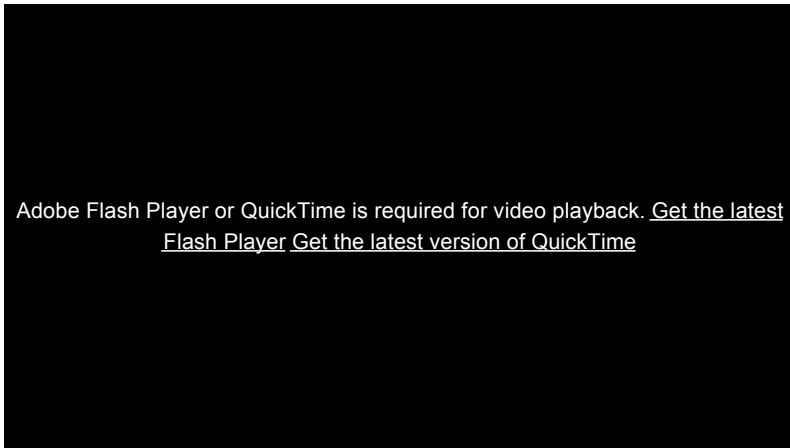 Adobe Flash Player or QuickTime is required for video playback. Get the latest
Flash Player Get the latest version of QuickTime